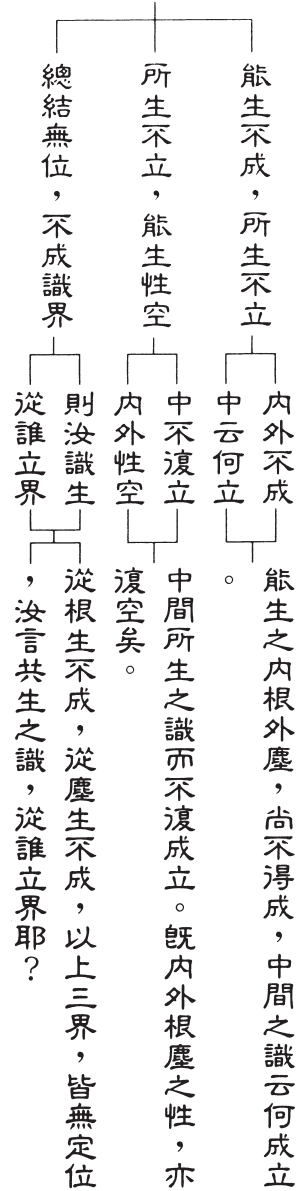 能生不成，所生不立
內外不成
中云何立
能生之內根外塵，尚不得成，中間之識云何成立
。
所生不立，能生性空
中不復立
內外性空
中間所生之識而不復成立。既內外根塵之性，亦
復空矣。
總結無位，不成識界
則汝識生
從誰立界
從根生不成，從塵生不成，以上三界，皆無定位
，汝言共生之識，從誰立界耶？